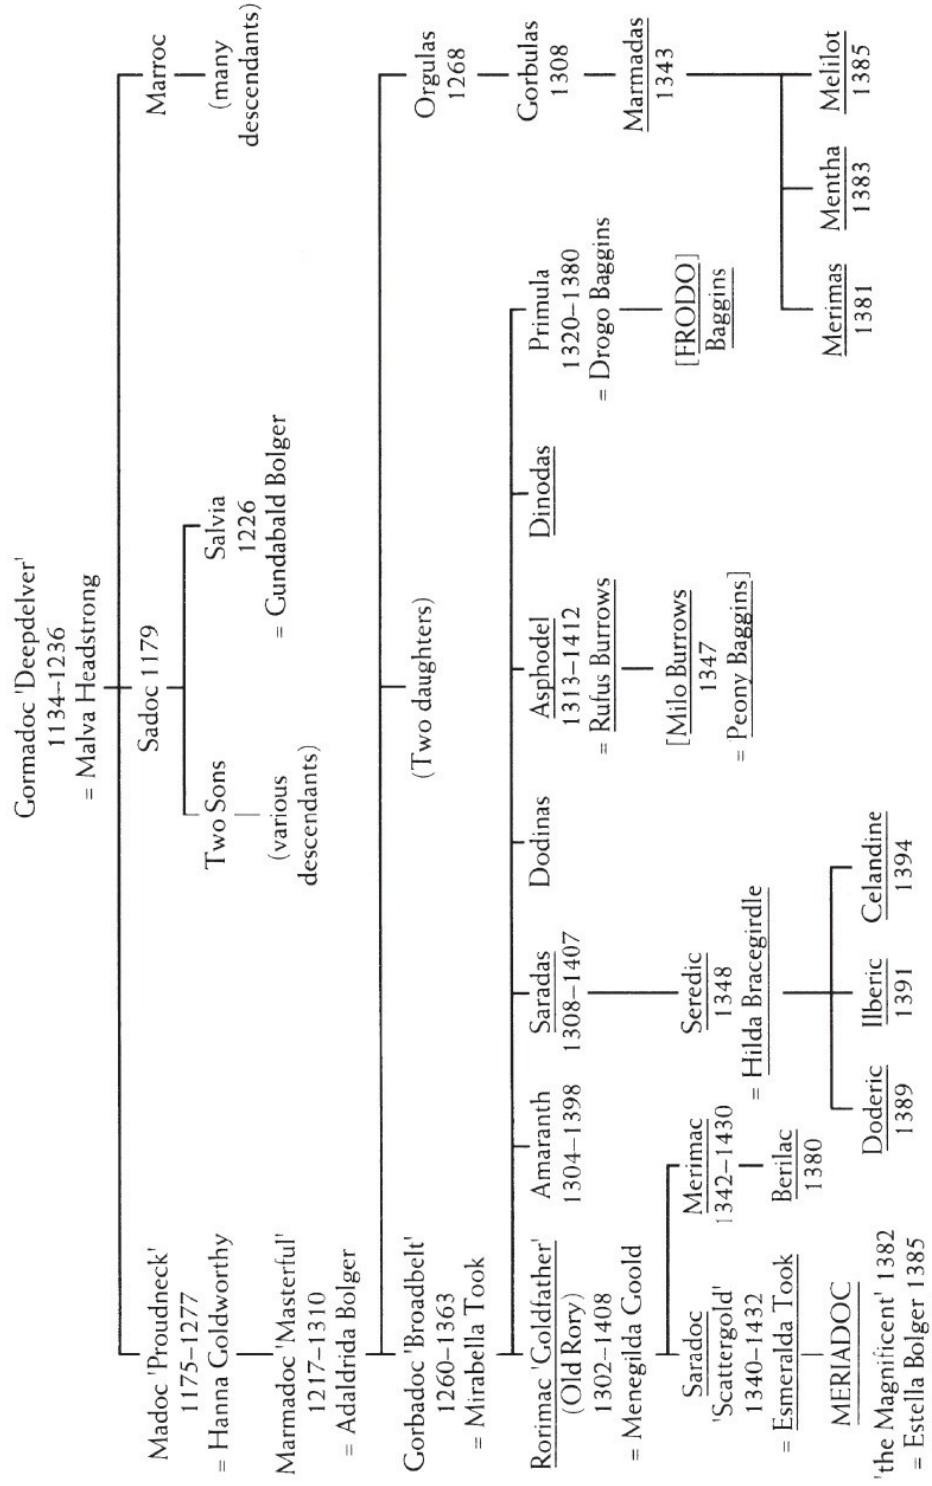 Gormadoc 'Deepdelver'
1134–1236
= Malva Headstrong
Madoc 'Proudneck'
1175–1277
= Hanna Goldworthy
Sadoc 1179
Marroc
(many
descendants)
Two Sons
(various
descendants)
Salvia
1226
= Gundabald Bolger
Marmadoc 'Masterful'
1217–1310
= Adaldrida Bolger
Gorbadoc 'Broadbelt'
1260–1363
= Mirabella Took
(Two daughters)
Orgulas
1268
Gorbulas
1308
Marmadas
1343
Rorimac 'Goldfather'
(Old Rory)
1302–1408
= Menegilda Goold
Amaranth
1304–1398
Saradas
1308–1407
Dodinas
Asphodel
1313–1412
= Rufus Burrows
Dinodas
Primula
1320–1380
= Drogo Baggins
Saradoc
'Scattergold'
1340–1432
= Esmeralda Took
Merimac
1342–1430
Seredic
1348
= Hilda Bracegirdle
[Milo Burrows
1347
= Peony Baggins]
[FRODO]
Baggins
Berilac
1380
MERIADOC
'the Magnificent' 1382
= Estella Bolger 1385
Doderic
1389
Ilberic
1391
Celandine
1394
Merimas
1381
Mentha
1383
Melilot
1385